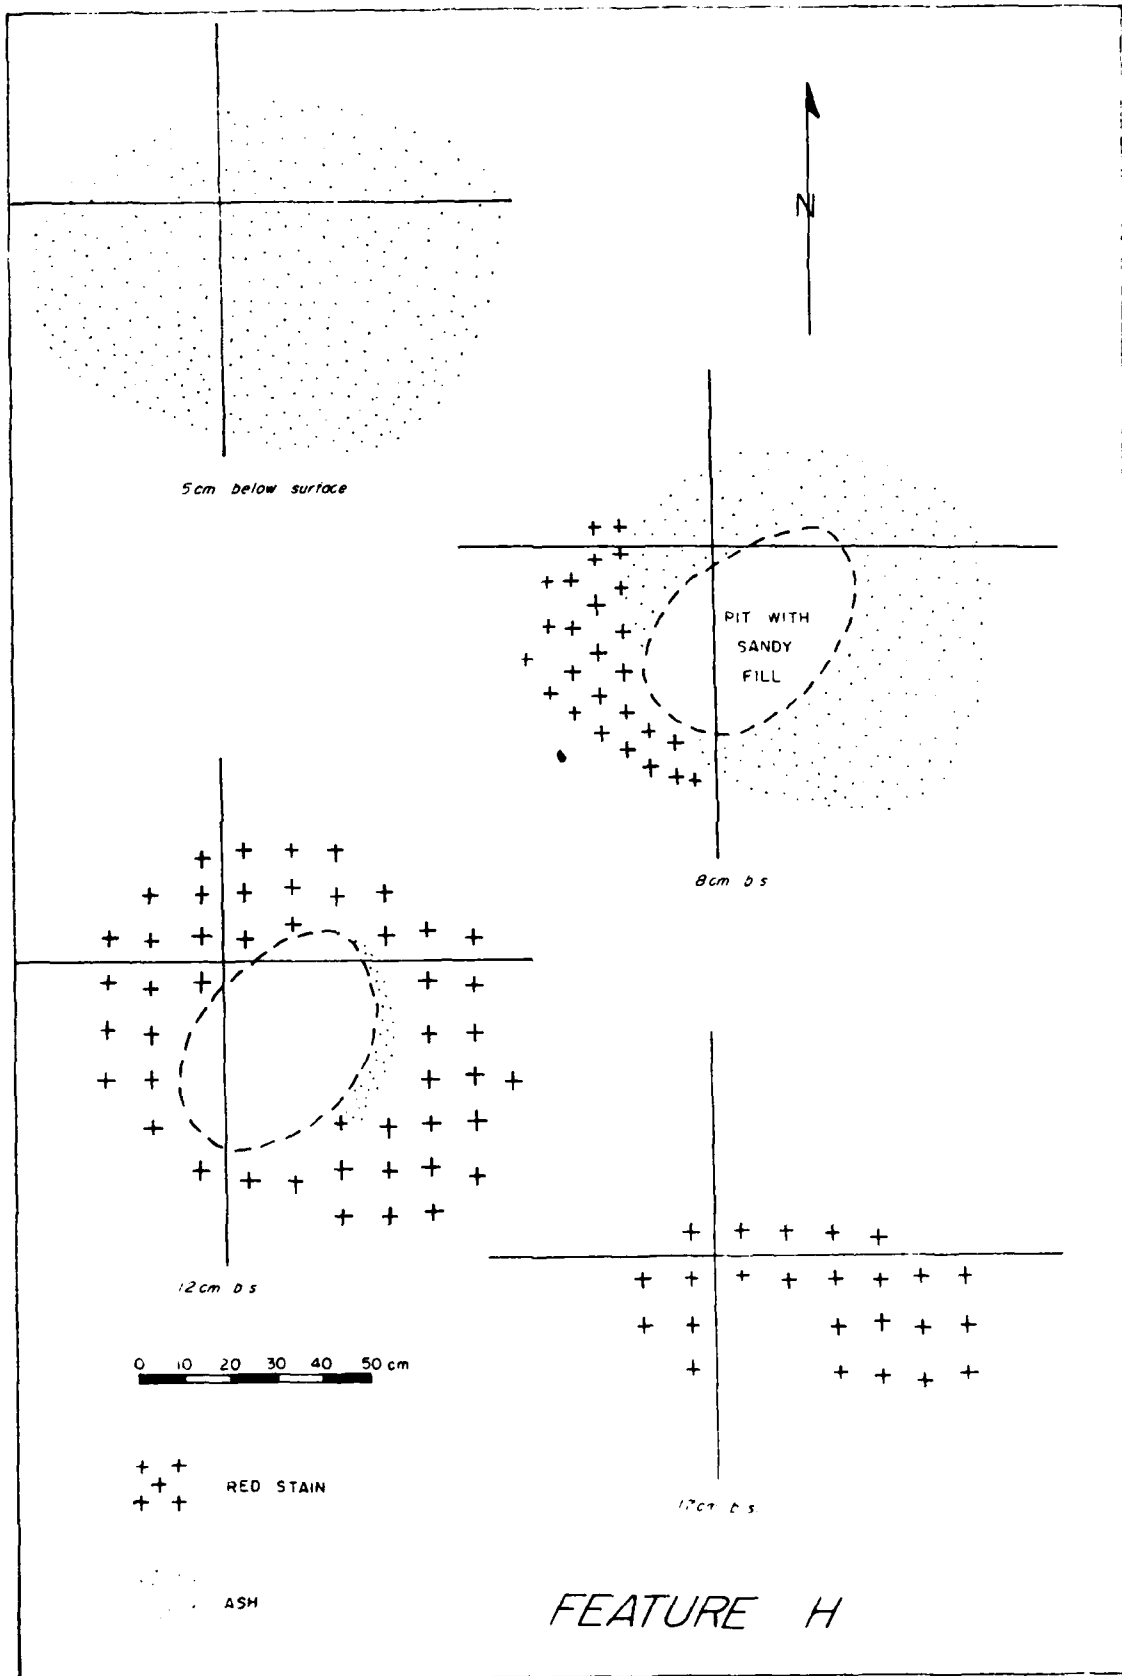 N
5cm below surface
PIT WITH
SANDY
FILL
8cm b s
12cm b s
0 10 20 30 40 50 cm
RED STAIN
17cm b s.
ASH
FEATURE H